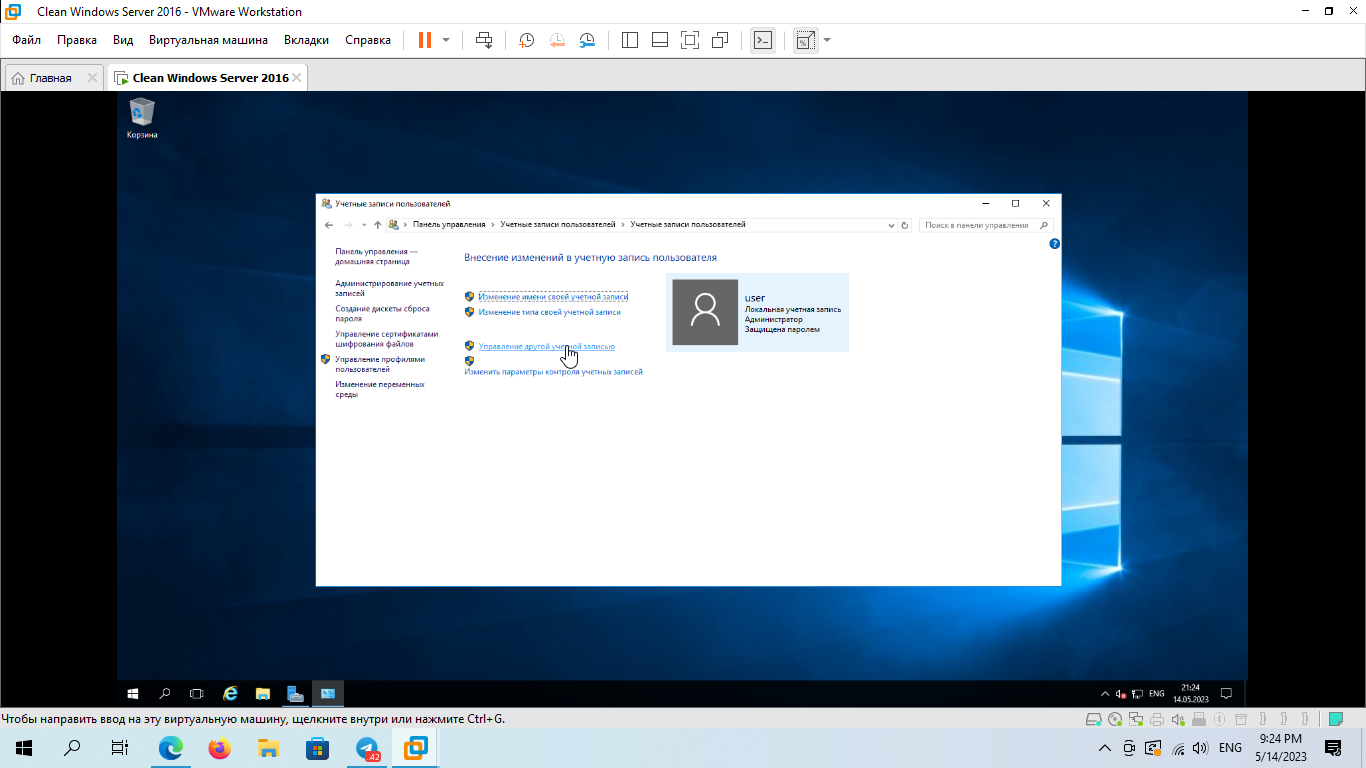 Clean Windows Server 2016 - VMware Workstation
Файл Правка Вид Виртуальная машина Вкладки Справка
Главная
Clean Windows Server 2016
Корзина
Учетные записи пользователей
Панель управления
Учетные записи пользователей
Учетные записи пользователей
Поиск в панели управления
Панель управления —
домашняя страница
Администрирование учетных
записей
Создание дискеты сброса
пароля
Управление сертификатами
шифрования файлов
Управление профилями
пользователей
Изменение переменных
среды
Внесение изменений в учетную запись пользователя
Изменение имени своей учетной записи
Изменение типа своей учетной записи
Управление другой учетной записью
Изменить параметры контроля учетных записей
user
Локальная учетная запись
Администратор
Защищена паролем
ENG
21:24
14.05.2023
Чтобы направить ввод на эту виртуальную машину, щелкните внутри или нажмите Ctrl+G.
42
ENG
9:24 PM
5/14/2023